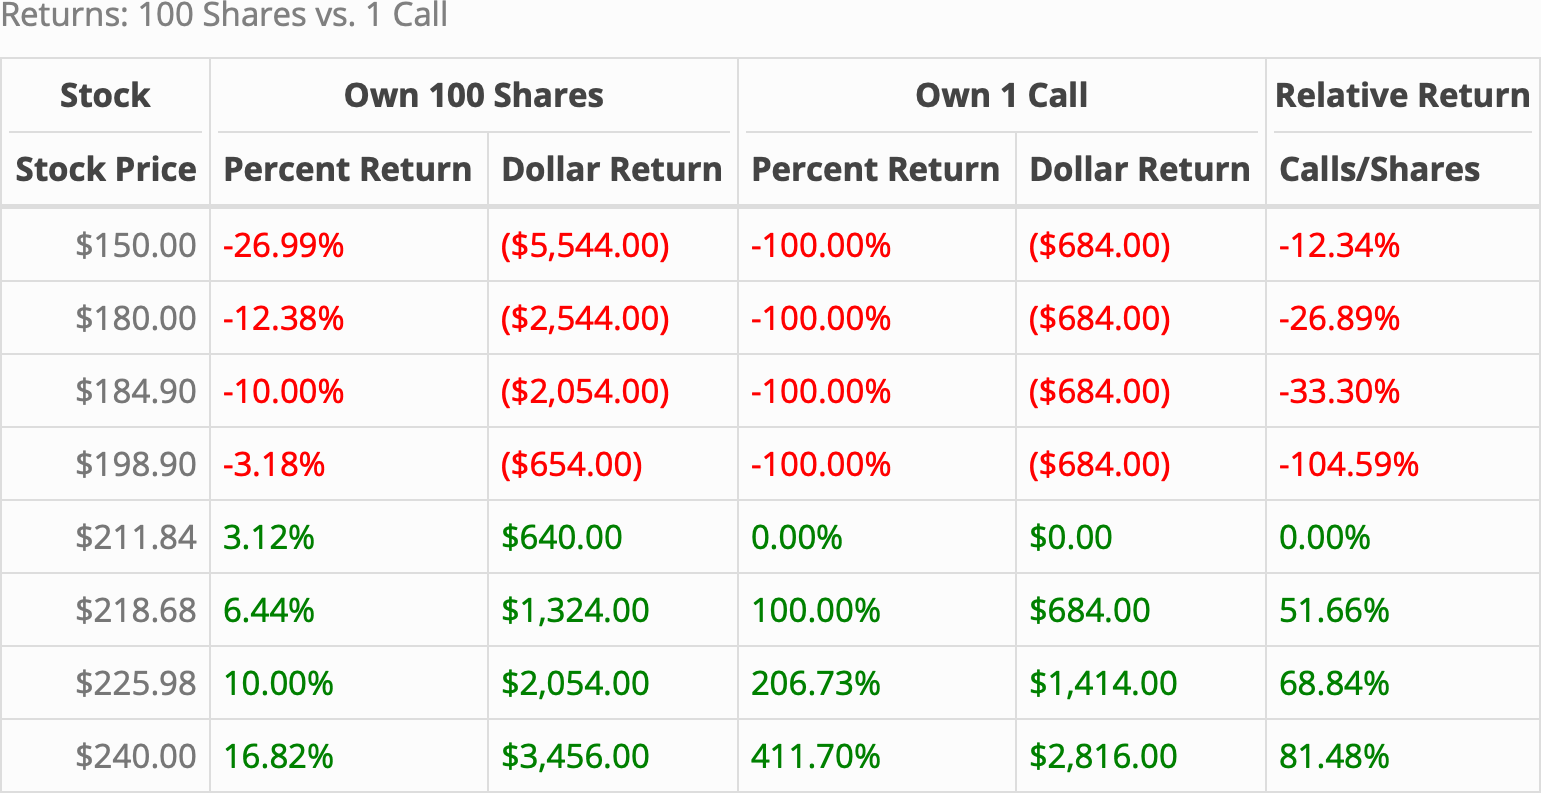 Returns: 100 Shares vs. 1 Call
Stock Own 100 Shares Own 1 Call Relative Return
Stock Price Percent Return Dollar Return Percent Return Dollar Return Calls/Shares
$150.00 -26.99% ($5,544.00) -100.00% ($684.00) -12.34%
$180.00 -12.38% ($2,544.00) -100.00% ($684.00) -26.89%
$184.90 -10.00% ($2,054.00) -100.00% ($684.00) -33.30%
$198.90 -3.18% ($654.00) -100.00% ($684.00) -104.59%
$211.84 3.12% $640.00 0.00% $0.00 0.00%
$218.68 6.44% $1,324.00 100.00% $684.00 51.66%
$225.98 10.00% $2,054.00 206.73% $1,414.00 68.84%
$240.00 16.82% $3,456.00 411.70% $2,816.00 81.48%